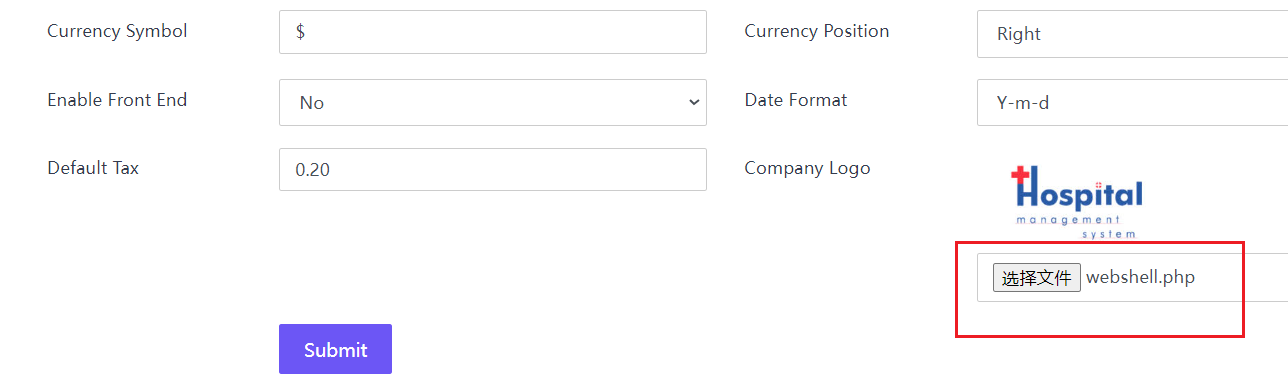 Currency Symbol
$
Currency Position
Right
Enable Front End
No
Date Format
Y-m-d
Default Tax
0.20
Company Logo
Hospital
management
system
选择文件 webshell.php
Submit